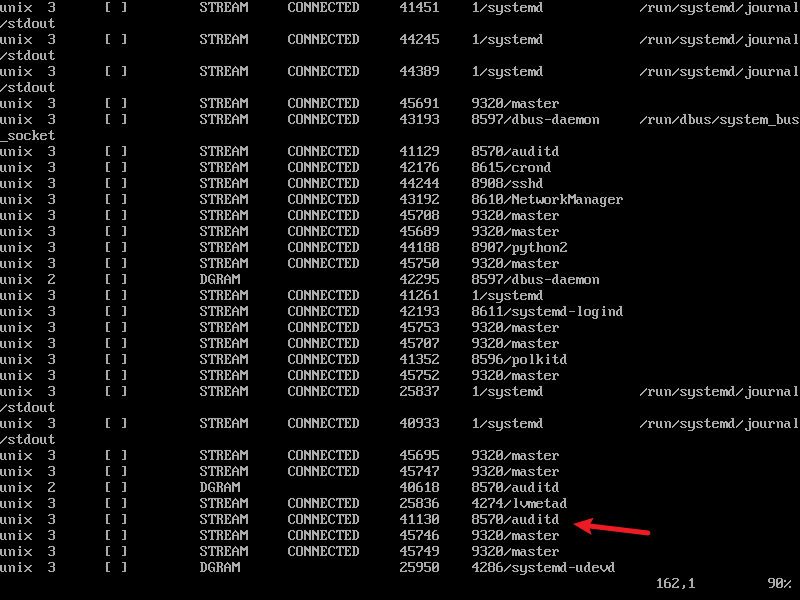 unix  3      [ ]         STREAM     CONNECTED     41451    1/systemd            /run/systemd/journal
/stdout
unix  3      [ ]         STREAM     CONNECTED     44245    1/systemd            /run/systemd/journal
/stdout
unix  3      [ ]         STREAM     CONNECTED     44389    1/systemd            /run/systemd/journal
/stdout
unix  3      [ ]         STREAM     CONNECTED     45691    9320/master
unix  3      [ ]         STREAM     CONNECTED     43193    8597/dbus-daemon     /run/dbus/system_bus
_socket
unix  3      [ ]         STREAM     CONNECTED     41129    8570/auditd
unix  3      [ ]         STREAM     CONNECTED     42176    8615/crond
unix  3      [ ]         STREAM     CONNECTED     44244    8908/sshd
unix  3      [ ]         STREAM     CONNECTED     43192    8610/NetworkManager
unix  3      [ ]         STREAM     CONNECTED     45708    9320/master
unix  3      [ ]         STREAM     CONNECTED     45689    9320/master
unix  3      [ ]         STREAM     CONNECTED     44188    8907/python2
unix  3      [ ]         STREAM     CONNECTED     45750    9320/master
unix  2      [ ]         DGRAM                    42295    8597/dbus-daemon
unix  3      [ ]         STREAM     CONNECTED     41261    1/systemd
unix  3      [ ]         STREAM     CONNECTED     42193    8611/systemd-logind
unix  3      [ ]         STREAM     CONNECTED     45753    9320/master
unix  3      [ ]         STREAM     CONNECTED     45707    9320/master
unix  3      [ ]         STREAM     CONNECTED     41352    8596/polkitd
unix  3      [ ]         STREAM     CONNECTED     45752    9320/master
unix  3      [ ]         STREAM     CONNECTED     25837    1/systemd            /run/systemd/journal
/stdout
unix  3      [ ]         STREAM     CONNECTED     40933    1/systemd            /run/systemd/journal
/stdout
unix  3      [ ]         STREAM     CONNECTED     45695    9320/master
unix  3      [ ]         STREAM     CONNECTED     45747    9320/master
unix  2      [ ]         DGRAM                    40618    8570/auditd
unix  3      [ ]         STREAM     CONNECTED     25836    4274/lvmetad
unix  3      [ ]         STREAM     CONNECTED     41130    8570/auditd
unix  3      [ ]         STREAM     CONNECTED     45746    9320/master
unix  3      [ ]         STREAM     CONNECTED     45749    9320/master
unix  3      [ ]         DGRAM                    25950    4286/systemd-udevd
162,1         90%